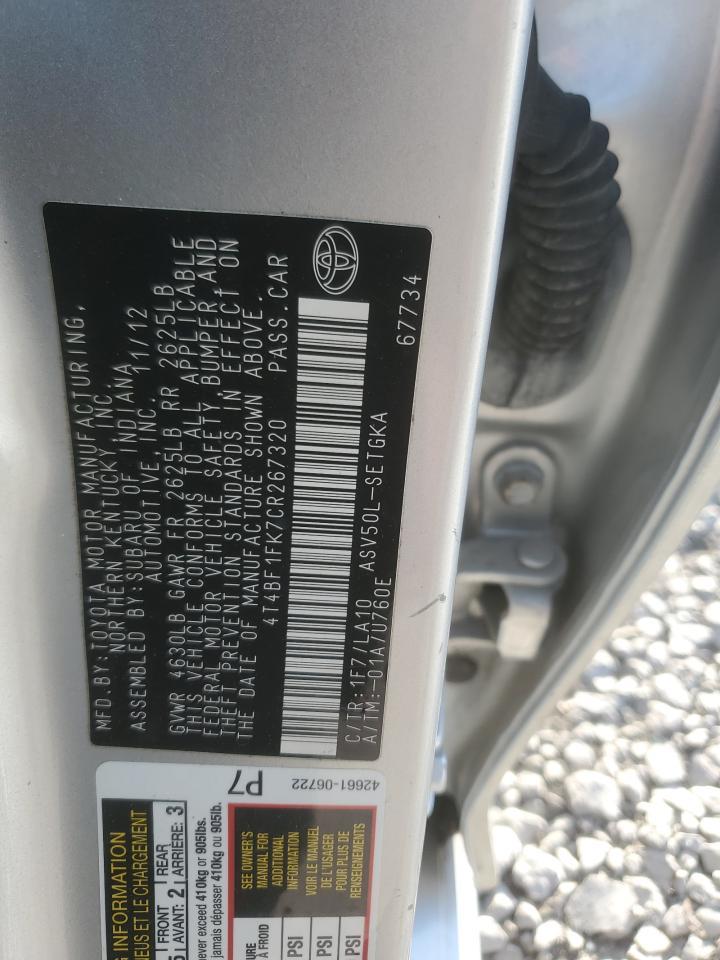 MFD.BY:TOYOTA MOTOR MANUFACTURING,
NORTHERN KENTUCKY, INC.
ASSEMBLED BY:SUBARU OF INDIANA
AUTOMOTIVE, INC. 11/12
GVWR 4630LB GAWR FR 2625LB RR 2625LB
THIS VEHICLE CONFORMS TO ALL APPLICABLE
FEDERAL MOTOR VEHICLE SAFETY, BUMPER, AND
THEFT PREVENTION STANDARDS IN EFFECT ON
THE DATE OF MANUFACTURE SHOWN ABOVE.
4T4BF1FK7CR267320 PASS.CAR
C/TR:1F7/LA10 ASV50L-SETGKA
A/TM:-01A/U760E 67734
P7 42661-06722
G INFORMATION
NEUS ET LE CHARGEMENT
FRONT REAR
AVANT: 2 ARRIÈRE: 3
never exceed 410kg or 905lbs.
jamais dépasser 410kg ou 905lb.
À FROID
PSI
PSI
PSI
SEE OWNER'S
MANUAL FOR
ADDITIONAL
INFORMATION
VOIR LE MANUEL
DE L'USAGER
POUR PLUS DE
RENSEIGNEMENTS